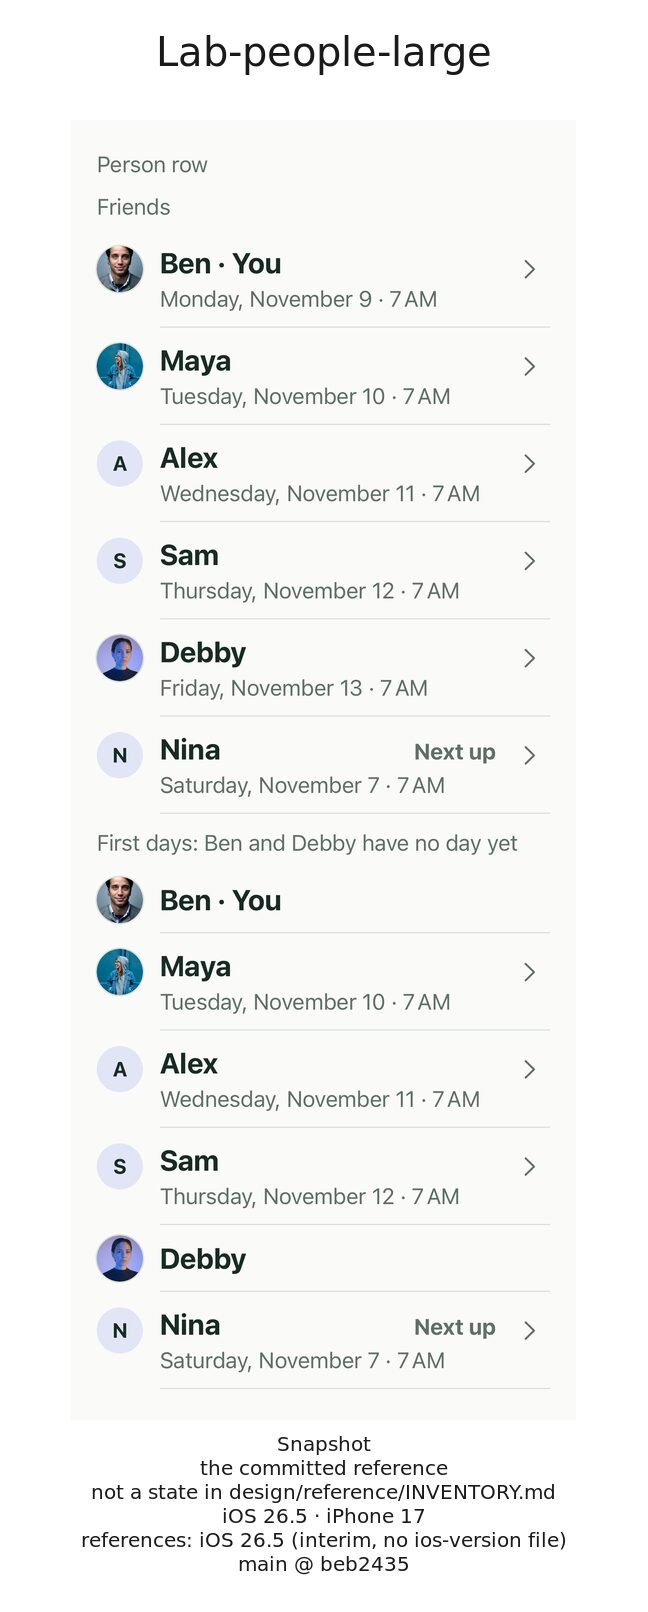 Lab-people-large
Person row
Friends
Ben · You
Monday, November 9 · 7 AM
Maya
Tuesday, November 10 · 7 AM
A
Alex
Wednesday, November 11 · 7 AM
S
Sam
Thursday, November 12 · 7 AM
Debby
Friday, November 13 · 7 AM
N
Nina
Next up
Saturday, November 7 · 7 AM
First days: Ben and Debby have no day yet
Ben · You
Maya
Tuesday, November 10 · 7 AM
A
Alex
Wednesday, November 11 · 7 AM
S
Sam
Thursday, November 12 · 7 AM
Debby
N
Nina
Next up
Saturday, November 7 · 7 AM
Snapshot
the committed reference
not a state in design/reference/INVENTORY.md
iOS 26.5 · iPhone 17
references: iOS 26.5 (interim, no ios-version file)
main @ beb2435